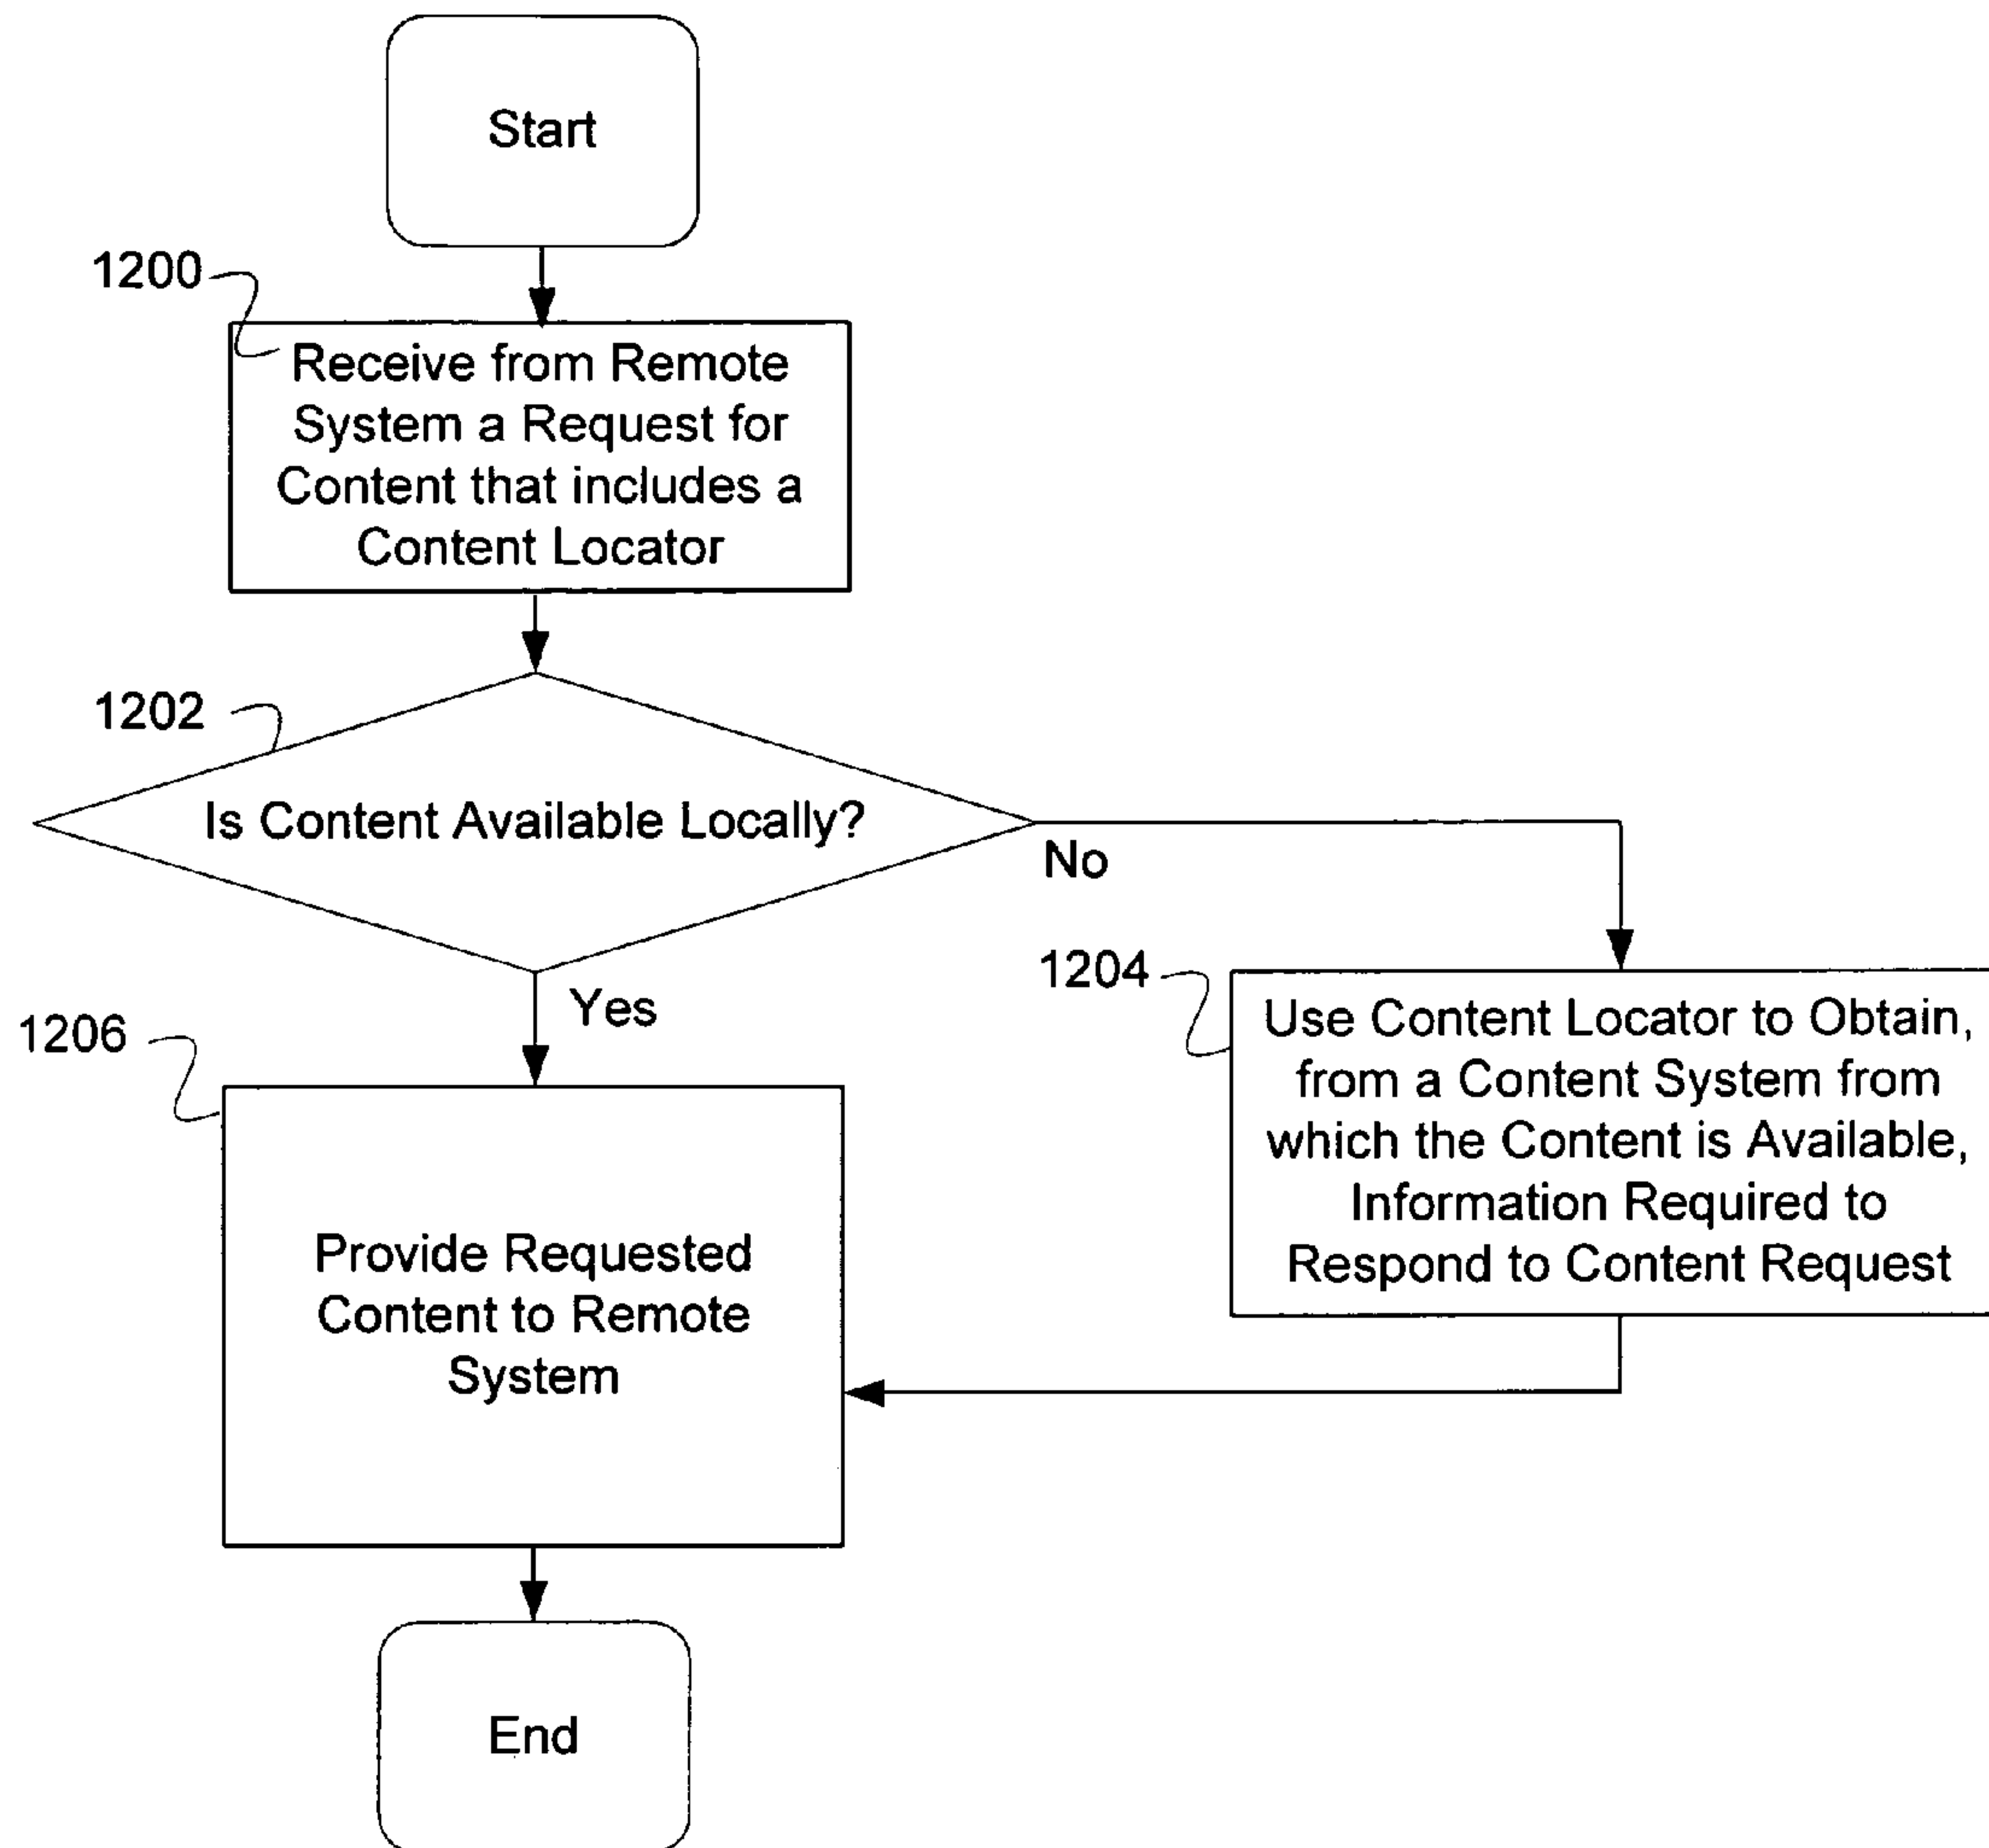 Start
1200
Receive from Remote
System a Request for
Content that includes a
Content Locator
1202
Is Content Available Locally?
No
Yes
1204
Use Content Locator to Obtain,
from a Content System from
which the Content is Available,
Information Required to
Respond to Content Request
1206
Provide Requested
Content to Remote
System
End